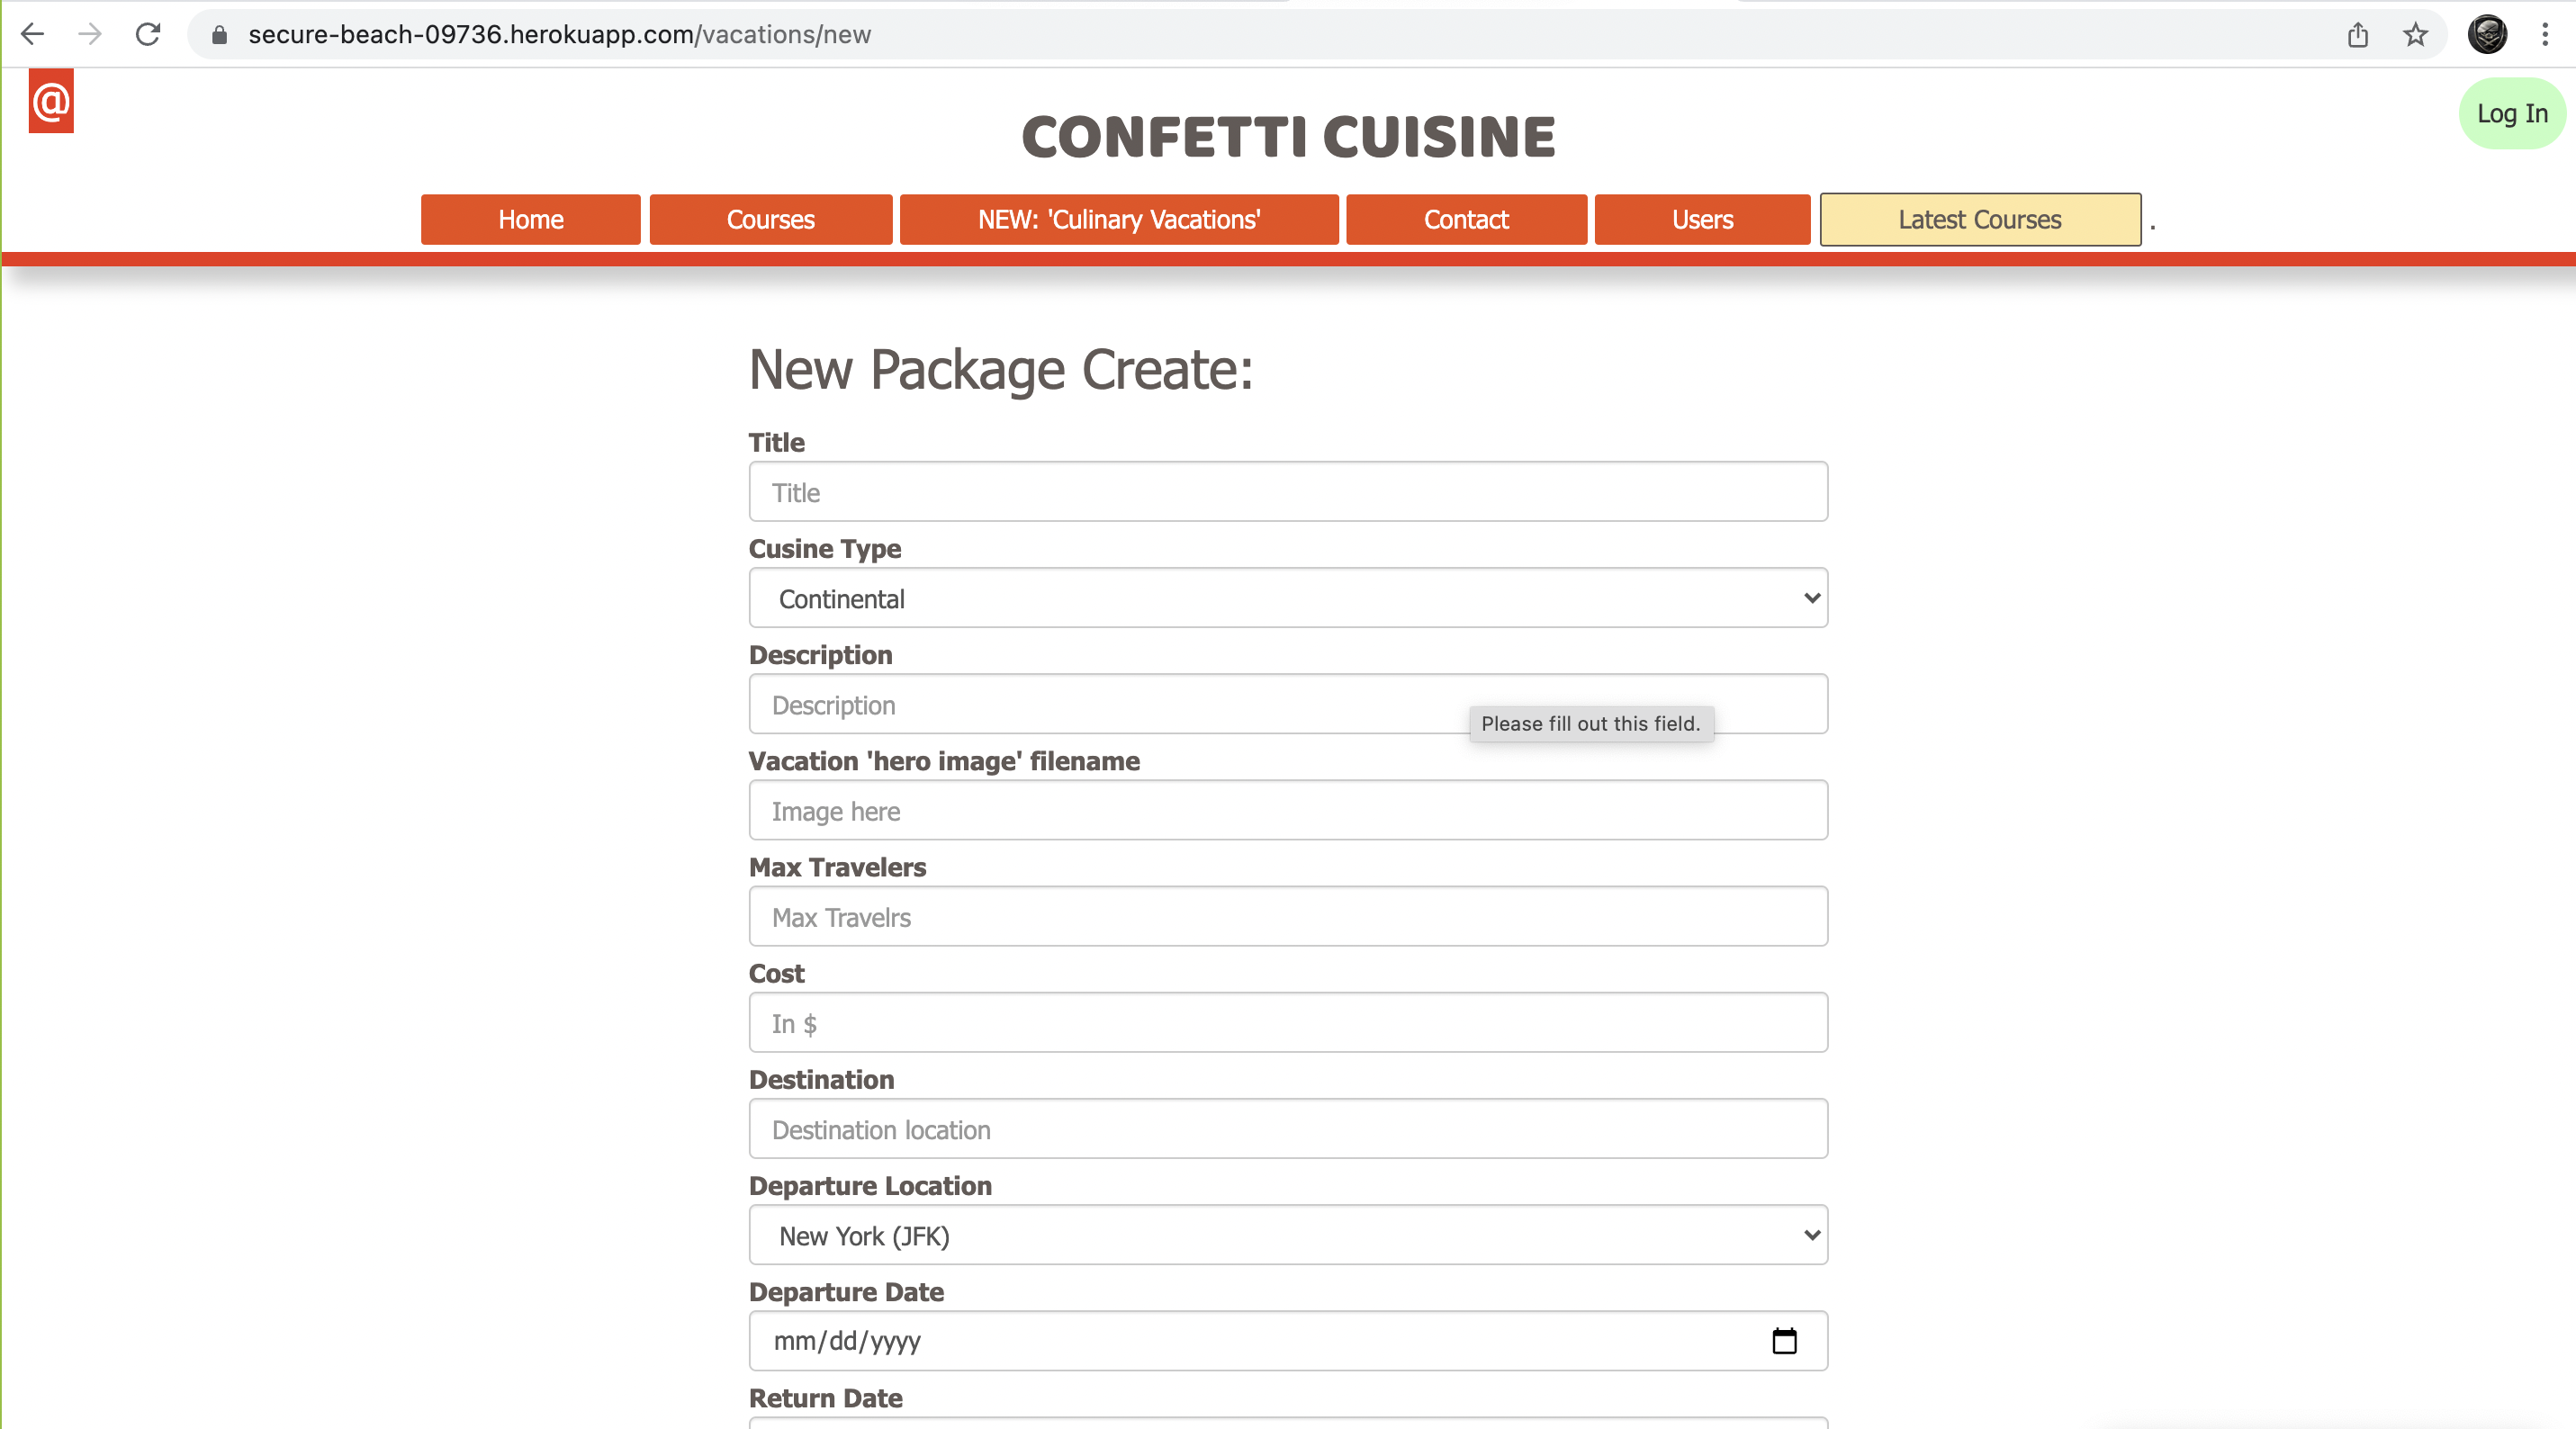 secure-beach-09736.herokuapp.com/vacations/new
@
Log In
CONFETTI CUISINE
Home Courses NEW: 'Culinary Vacations' Contact Users Latest Courses .
New Package Create:
Title
Title
Cusine Type
Continental
Description
Description
Please fill out this field.
Vacation 'hero image' filename
Image here
Max Travelers
Max Travelrs
Cost
In $
Destination
Destination location
Departure Location
New York (JFK)
Departure Date
mm/dd/yyyy
Return Date